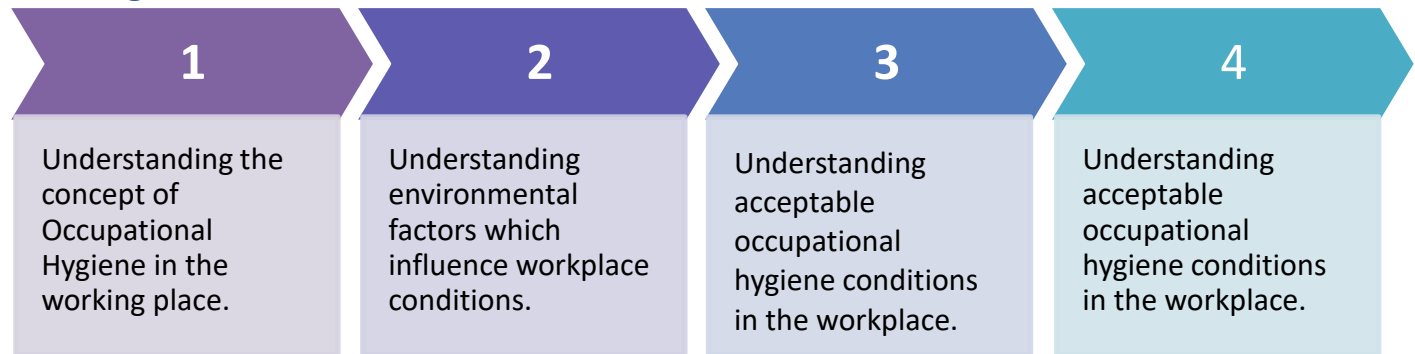 1
Understanding the
concept of
Occupational
Hygiene in the
working place.
2
Understanding
environmental
factors which
influence workplace
conditions.
3
Understanding
acceptable
occupational
hygiene conditions
in the workplace.
4
Understanding
acceptable
occupational
hygiene conditions
in the workplace.